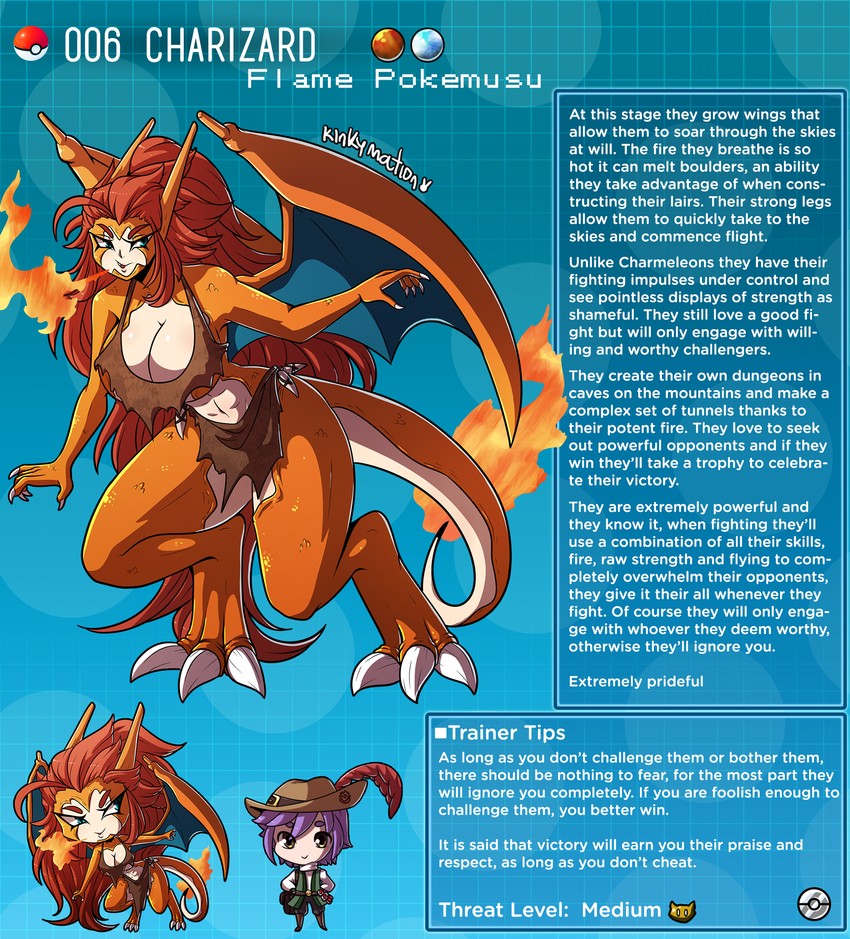 006 CHARIZARD
Flame Pokemusu
kinkymation
At this stage they grow wings that
allow them to soar through the skies
at will. The fire they breathe is so
hot it can melt boulders, an ability
they take advantage of when cons-
tructing their lairs. Their strong legs
allow them to quickly take to the
skies and commence flight.
Unlike Charmeleons they have their
fighting impulses under control and
see pointless displays of strength as
shameful. They still love a good fi-
ght but will only engage with will-
ing and worthy challengers.
They create their own dungeons in
caves on the mountains and make a
complex set of tunnels thanks to
their potent fire. They love to seek
out powerful opponents and if they
win they'll take a trophy to celebra-
te their victory.
They are extremely powerful and
they know it, when fighting they'll
use a combination of all their skills,
fire, raw strength and flying to com-
pletely overwhelm their opponents,
they give it their all whenever they
fight. Of course they will only enga-
ge with whoever they deem worthy,
otherwise they'll ignore you.
Extremely prideful
Trainer Tips
As long as you don't challenge them or bother them,
there should be nothing to fear, for the most part they
will ignore you completely. If you are foolish enough to
challenge them, you better win.
It is said that victory will earn you their praise and
respect, as long as you don't cheat.
Threat Level: Medium